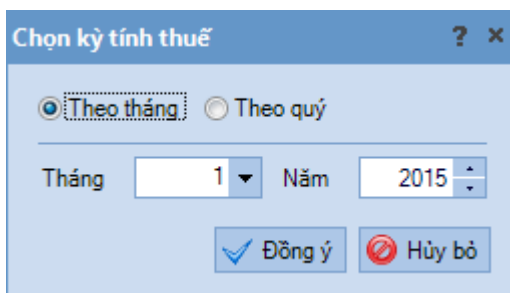 Chọn kỳ tính thuế ? ×
Theo tháng Theo quý
Tháng 1 Năm 2015
Đồng ý Hủy bỏ